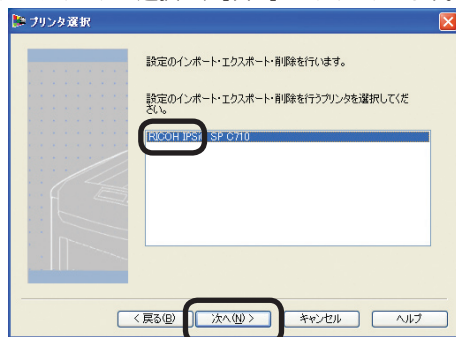 プリンタ選択
設定のインポート・エクスポート・削除を行います。
設定のインポート・エクスポート・削除を行うプリンタを選択してくだ
さい。
RICOH IPSi SP C710
< 戻る(B)
次へ(N) >
キャンセル
ヘルプ